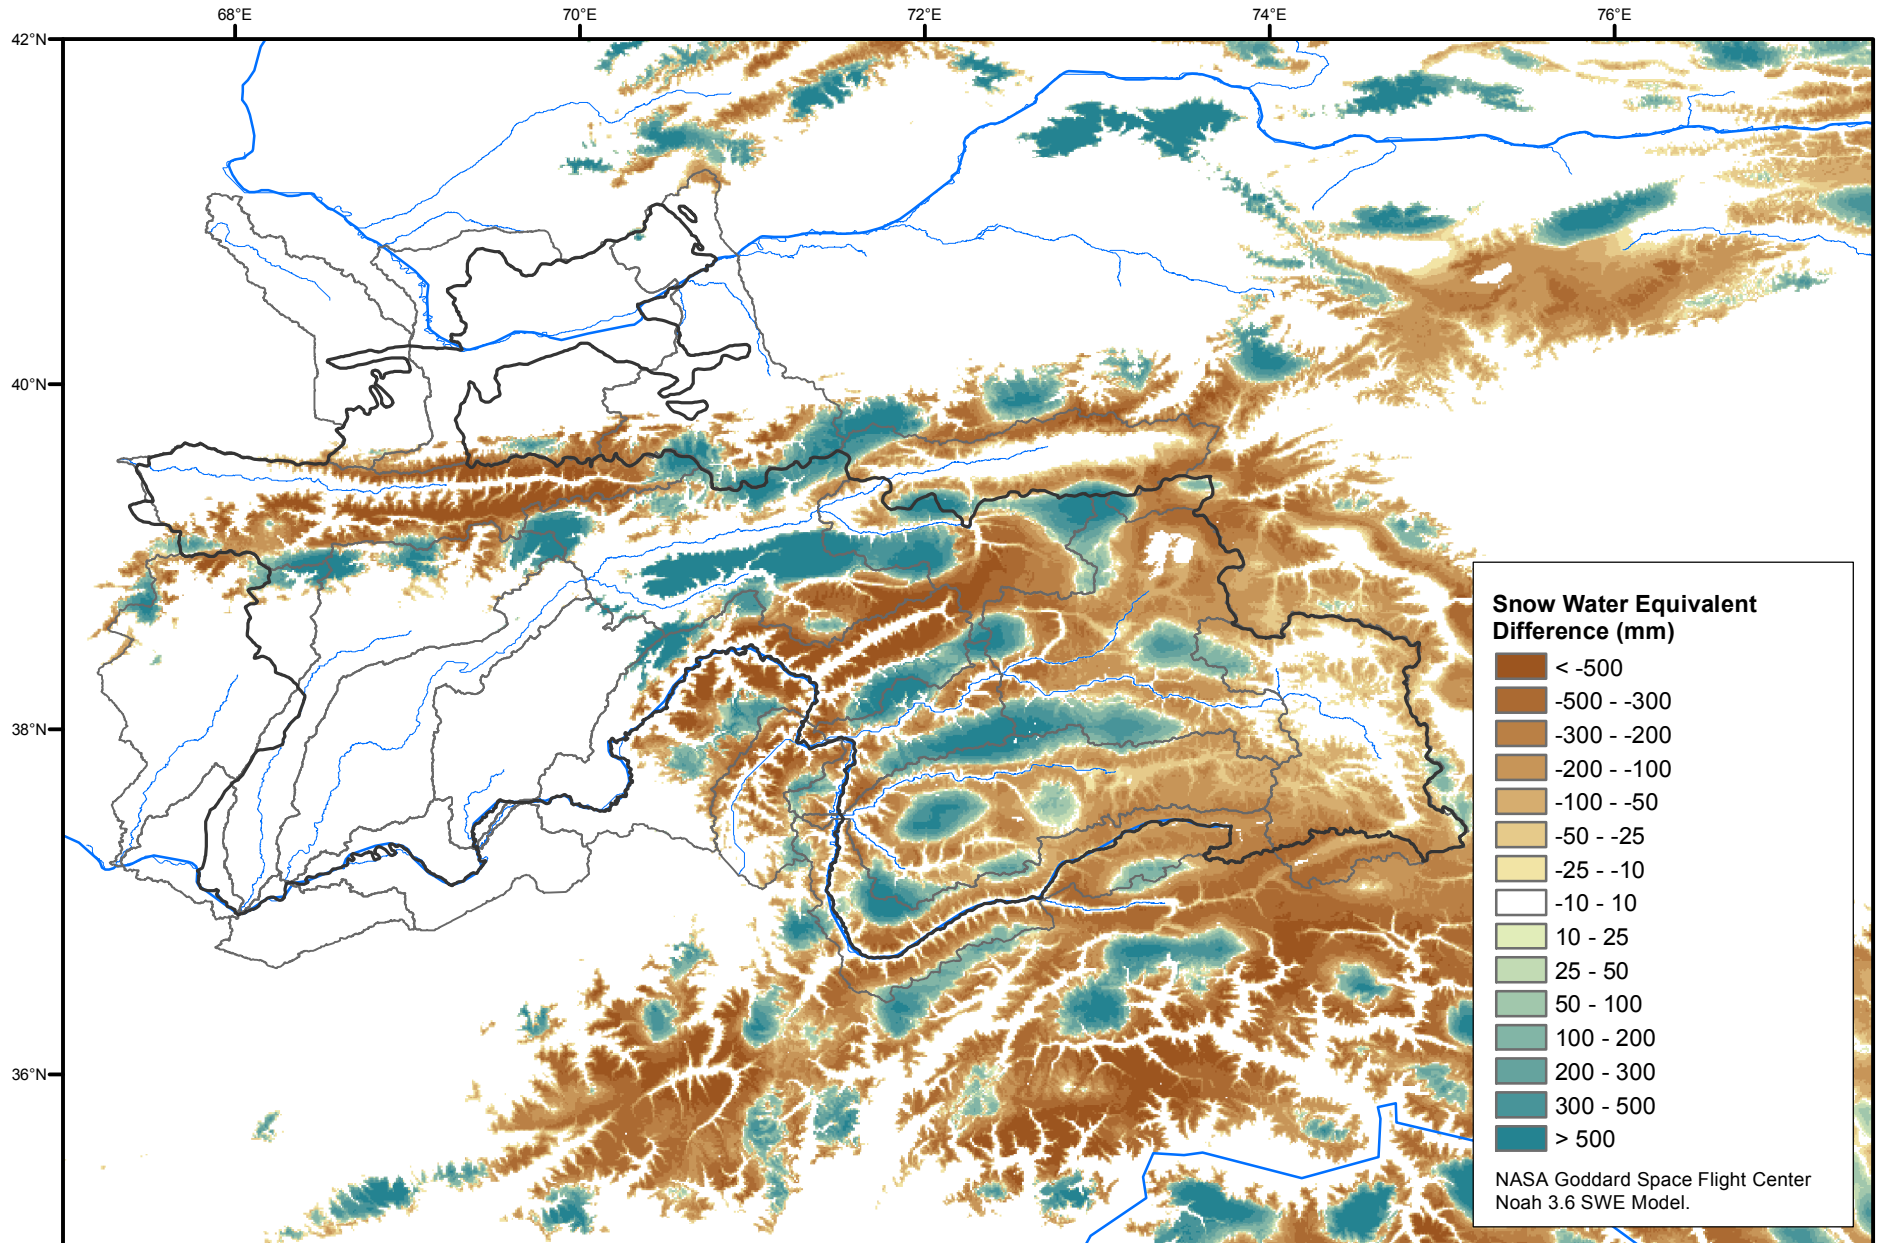 68°E 70°E 72°E 74°E 76°E
42°N
40°N
38°N
36°N
Snow Water Equivalent
Difference (mm)
< -500
-500 - -300
-300 - -200
-200 - -100
-100 - -50
-50 - -25
-25 - -10
-10 - 10
10 - 25
25 - 50
50 - 100
100 - 200
200 - 300
300 - 500
> 500
NASA Goddard Space Flight Center
Noah 3.6 SWE Model.